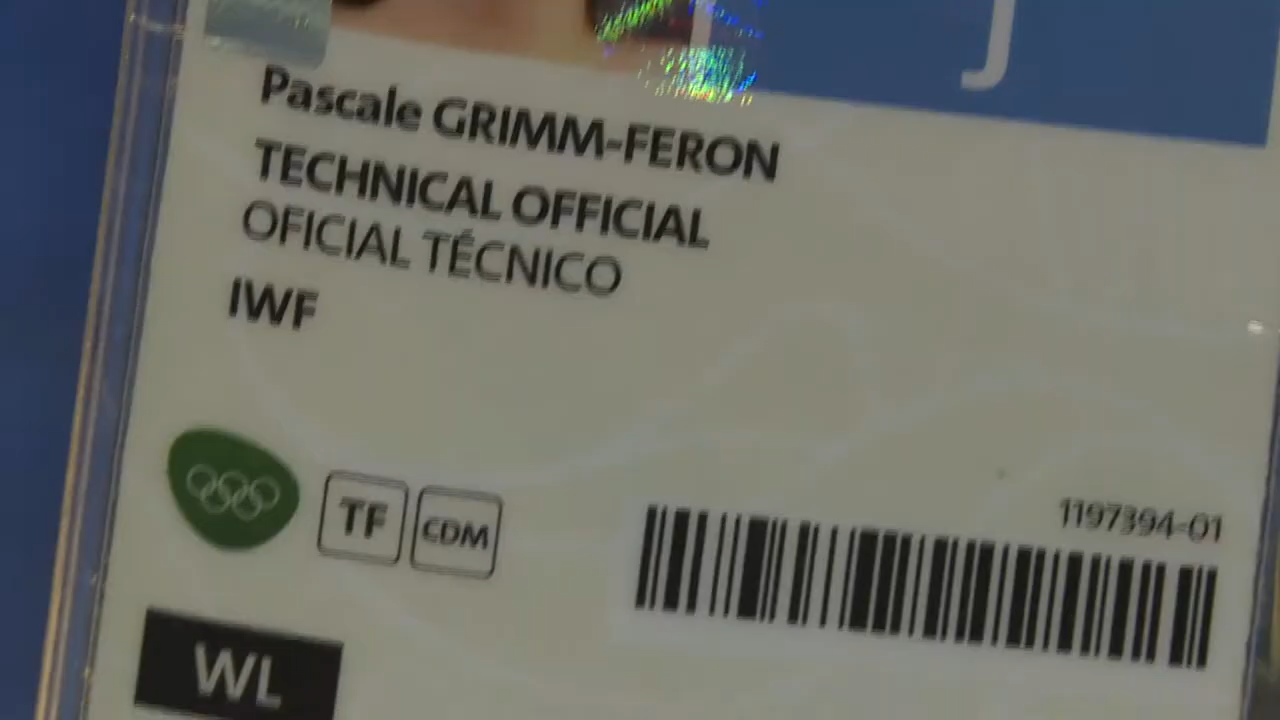 J
Pascale GRIMM-FERON
TECHNICAL OFFICIAL
OFICIAL TÉCNICO
IWF
TF
CDM
1197394-01
WL